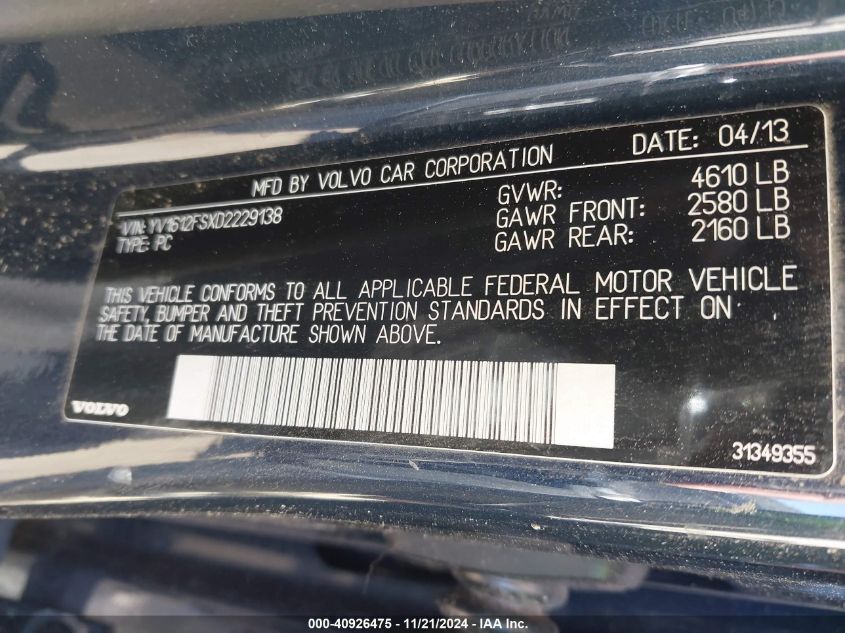 MFD BY VOLVO CAR CORPORATION
DATE: 04/13
VIN: YV1612FSXD2229138
TYPE: PC
GVWR: 4610 LB
GAWR FRONT: 2580 LB
GAWR REAR: 2160 LB
THIS VEHICLE CONFORMS TO ALL APPLICABLE FEDERAL MOTOR VEHICLE
SAFETY, BUMPER AND THEFT PREVENTION STANDARDS IN EFFECT ON
THE DATE OF MANUFACTURE SHOWN ABOVE.
VOLVO
31349355
000-40926475 - 11/21/2024 - IAA Inc.